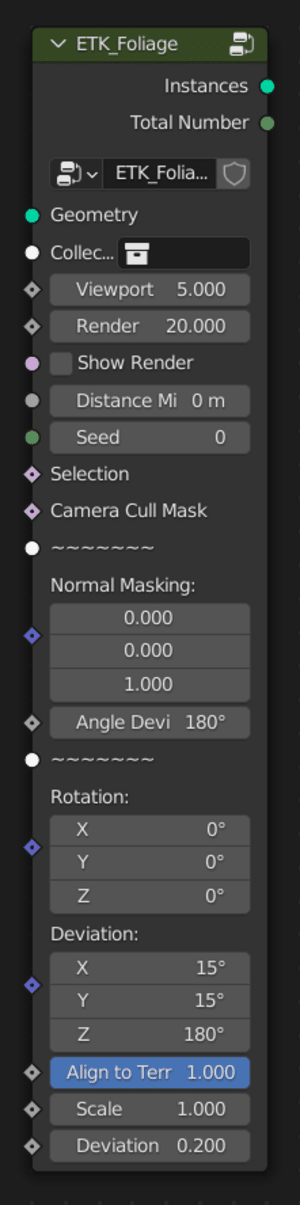 ETK_Foliage
Instances
Total Number
ETK_Folia...
Geometry
Collec...
Viewport 5.000
Render 20.000
Show Render
Distance Mi 0 m
Seed 0
Selection
Camera Cull Mask
~~~~~~~
Normal Masking:
0.000
0.000
1.000
Angle Devi 180°
~~~~~~~
Rotation:
X 0°
Y 0°
Z 0°
Deviation:
X 15°
Y 15°
Z 180°
Align to Terr 1.000
Scale 1.000
Deviation 0.200